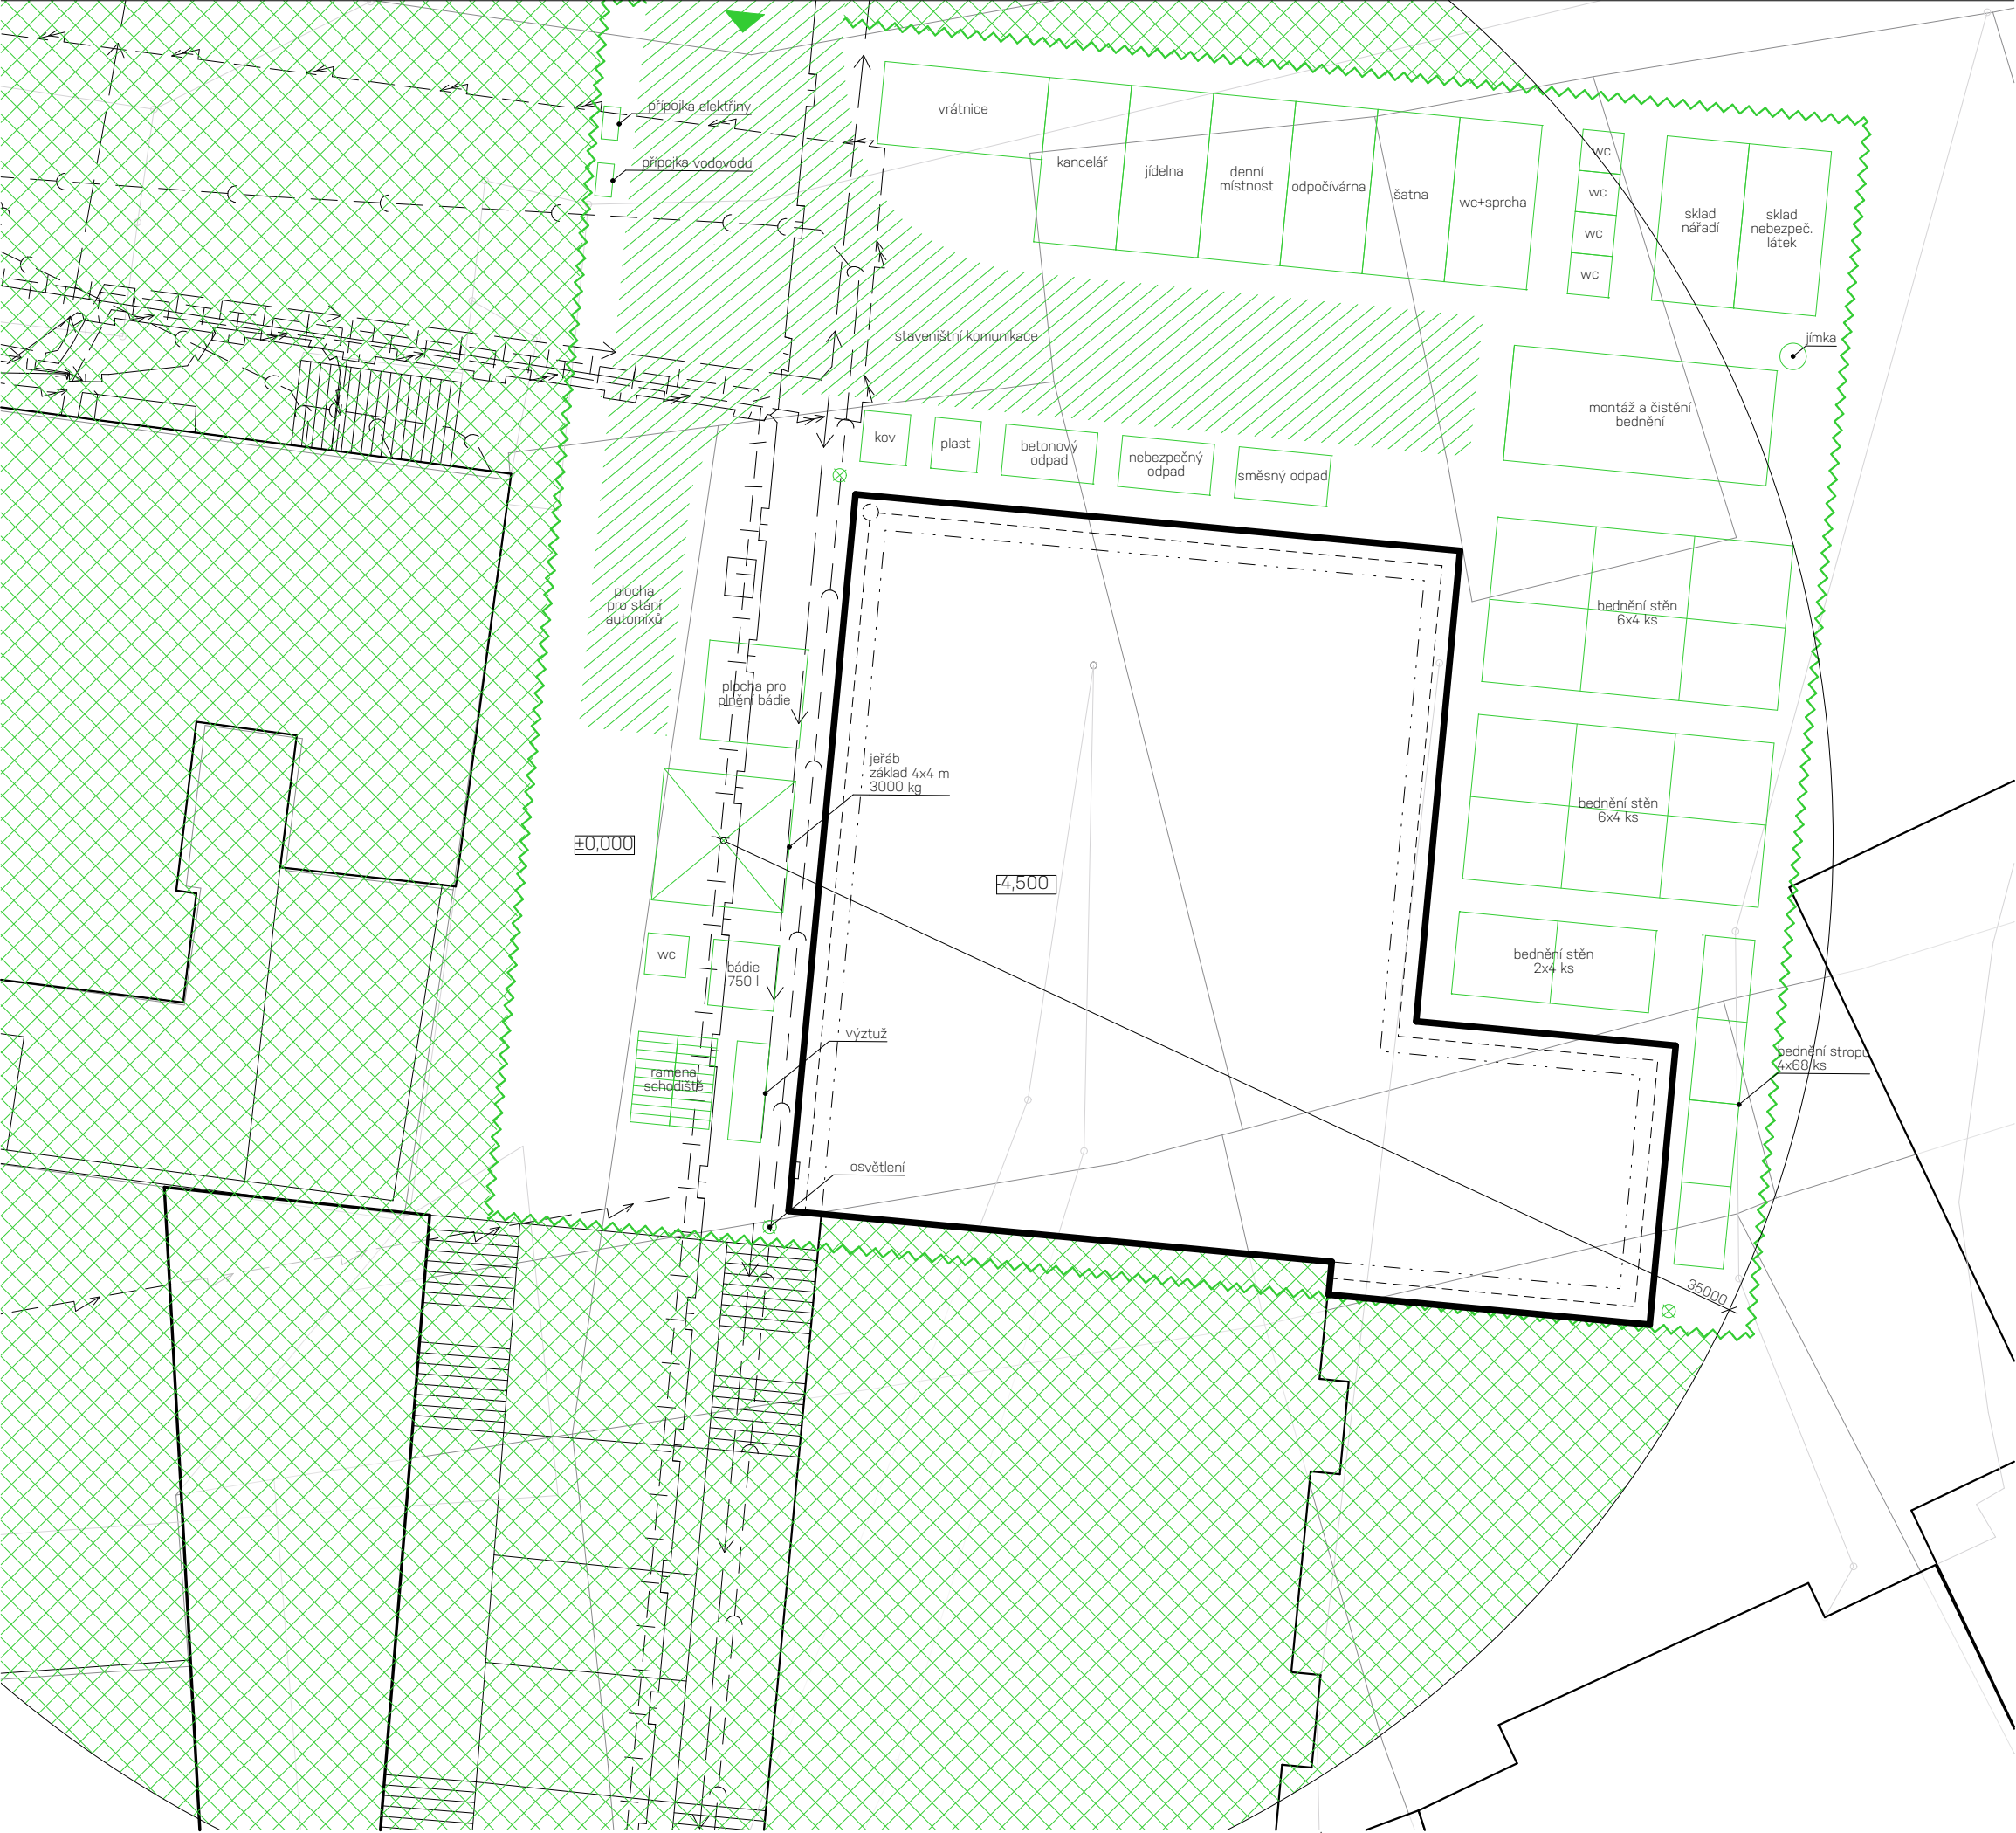 přípojka elektřiny
přípojka vodovodu
vrátnice
kancelář
jídelna
denní
místnost
odpočívárna
šatna
wc+sprcha
wc
wc
wc
wc
sklad
nářadí
sklad
nebezpeč.
látek
jímka
staveništní komunikace
montáž a čistění
bednění
kov
plast
betonový
odpad
nebezpečný
odpad
směsný odpad
plocha
pro stání
automixů
bednění stěn
6x4 ks
plocha pro
plnění bádie
jeřáb
základ 4x4 m
3000 kg
bednění stěn
6x4 ks
±0,000
-4,500
wc
bádie
750 l
bednění stěn
2x4 ks
výztuž
ramena
schodiště
bednění stropu
4x68 ks
osvětlení
35000